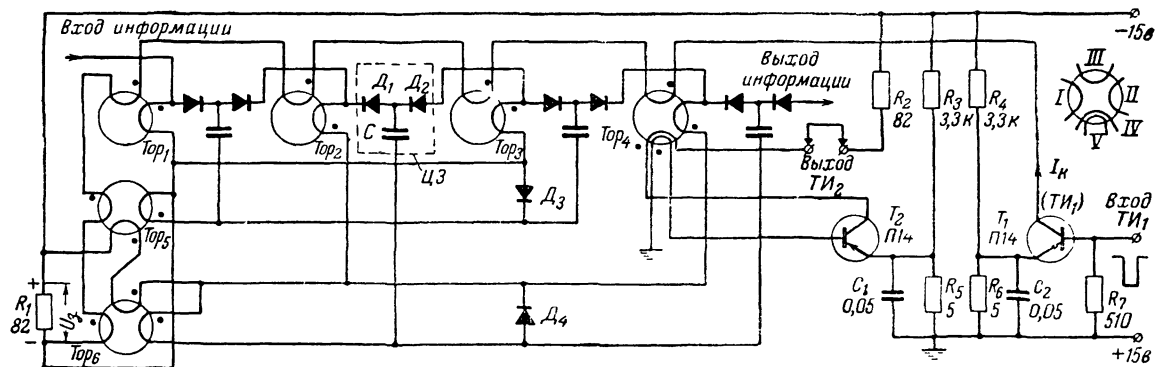 Вход информации
−15в
Д₁ Д₂
C
ЦЗ
Тор₁
Тор₂
Тор₃
Тор₄
Выход информации
Выход ТИ₂
R₂ 82
R₃ 3,3к
R₄ 3,3к
III
I II
IV
V
Iк
(ТИ₁)
Вход ТИ₁
Д₃
Тор₅
T₂ П14
T₁ П14
+
R₁ 82
U₃
−
Тор₆
Д₄
C₁ 0,05
R₅ 5
R₆ 5
C₂ 0,05
R₇ 510
+15в